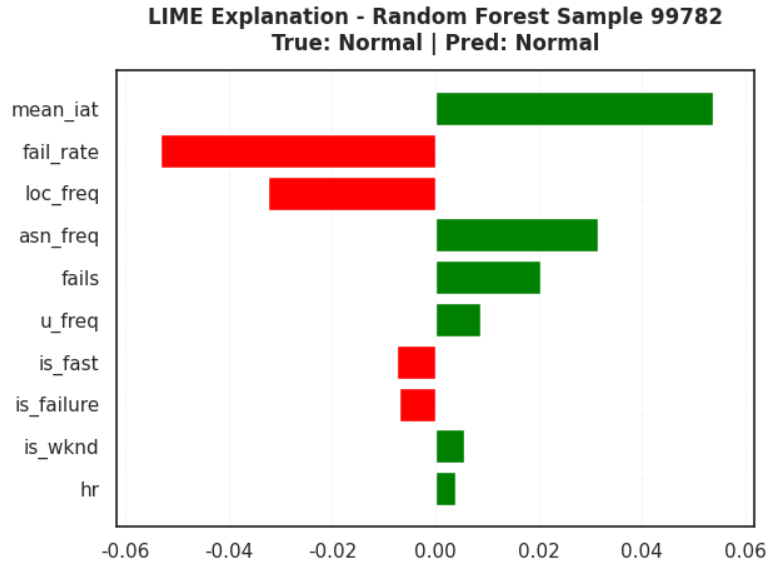 LIME Explanation - Random Forest Sample 99782
True: Normal | Pred: Normal
mean_iat
fail_rate
loc_freq
asn_freq
fails
u_freq
is_fast
is_failure
is_wknd
hr
-0.06 -0.04 -0.02 0.00 0.02 0.04 0.06